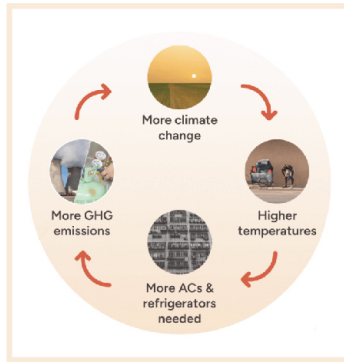 More climate
change
Higher
temperatures
More ACs &
refrigerators
needed
More GHG
emissions